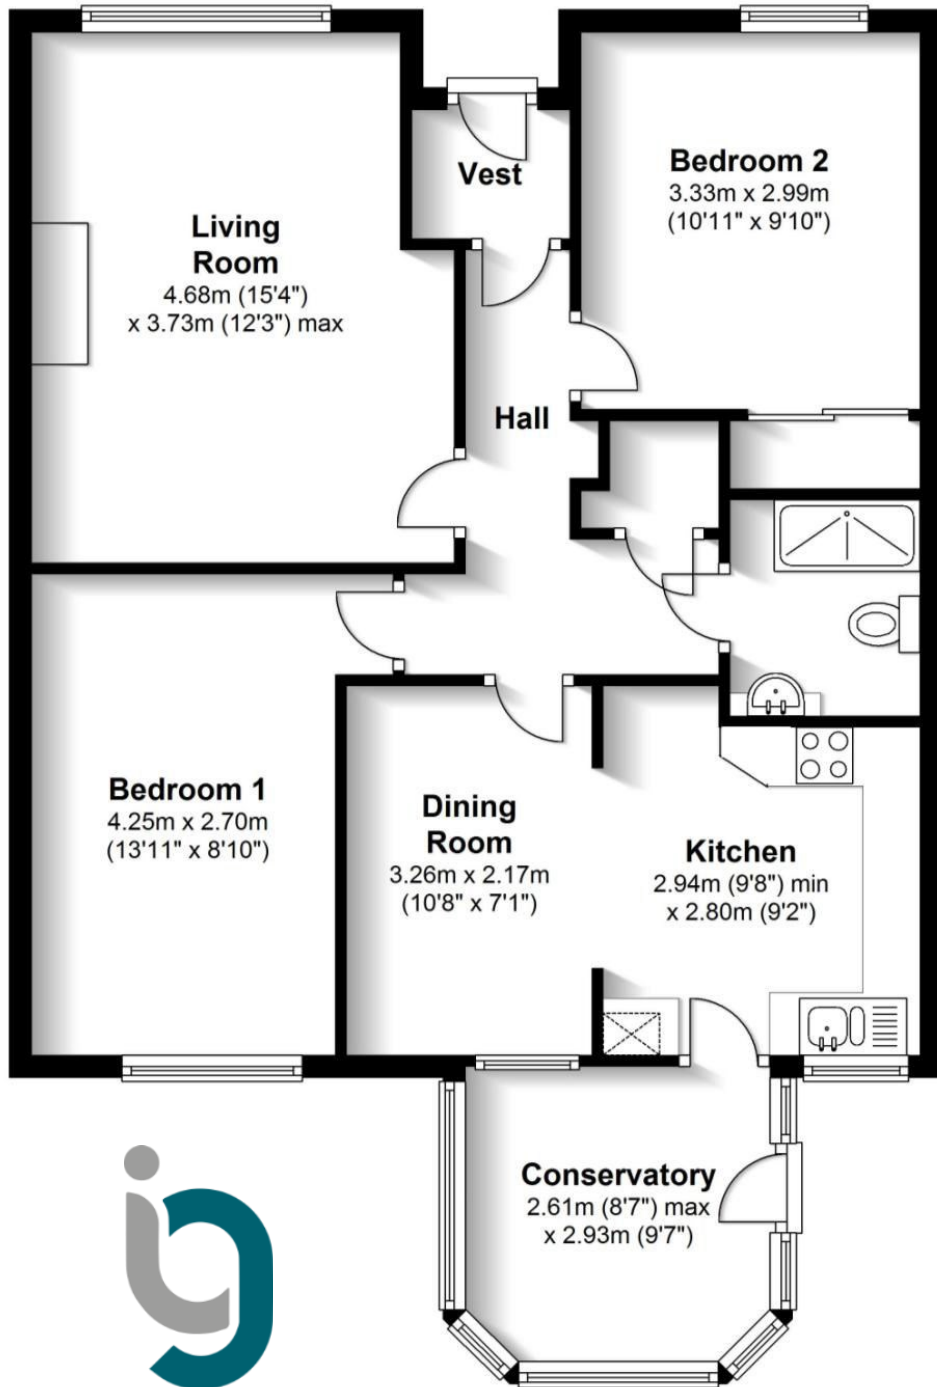 Vest
Bedroom 2
3.33m x 2.99m
(10'11" x 9'10")
Living
Room
4.68m (15'4")
x 3.73m (12'3") max
Hall
Bedroom 1
4.25m x 2.70m
(13'11" x 8'10")
Dining
Room
3.26m x 2.17m
(10'8" x 7'1")
Kitchen
2.94m (9'8") min
x 2.80m (9'2")
Conservatory
2.61m (8'7") max
x 2.93m (9'7")